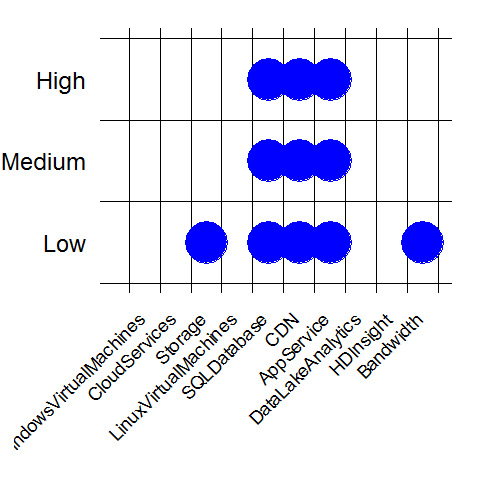 High
Medium
Low
ndowsVirtualMachines
CloudServices
Storage
LinuxVirtualMachines
SQLDatabase
CDN
AppService
DataLakeAnalytics
HDInsight
Bandwidth